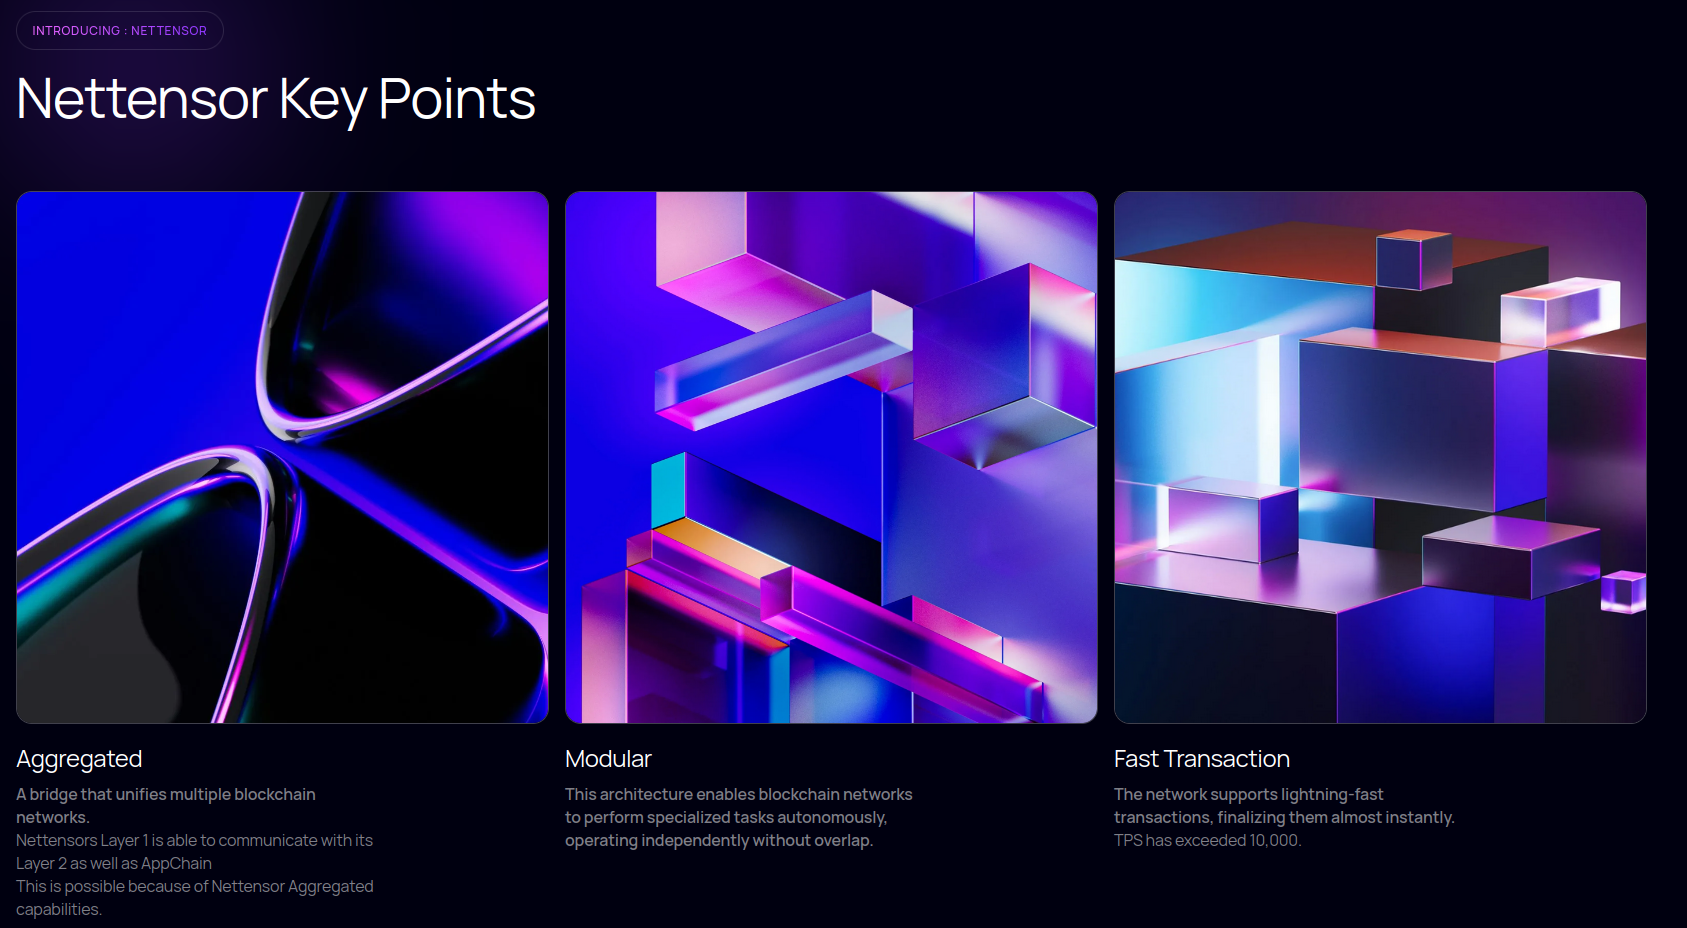 INTRODUCING : NETTENSOR
Nettensor Key Points
Aggregated
A bridge that unifies multiple blockchain
networks.
Nettensors Layer 1 is able to communicate with its
Layer 2 as well as AppChain
This is possible because of Nettensor Aggregated
capabilities.
Modular
This architecture enables blockchain networks
to perform specialized tasks autonomously,
operating independently without overlap.
Fast Transaction
The network supports lightning-fast
transactions, finalizing them almost instantly.
TPS has exceeded 10,000.